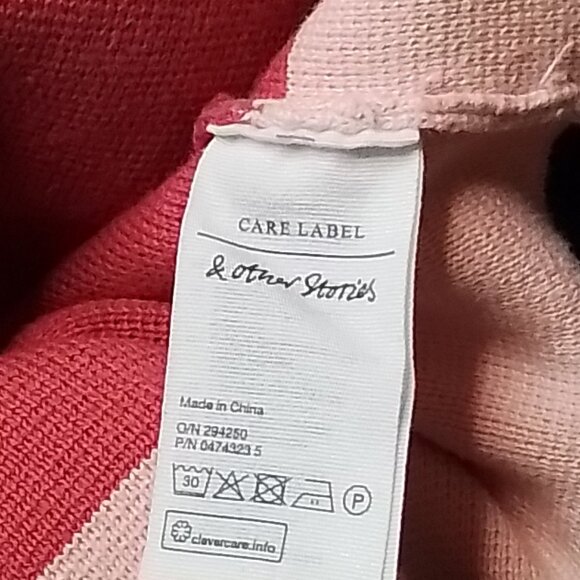 CARE LABEL
& Other Stories
Made in China
O/N 294250
P/N 0474323 5
30
P
clevercare.info